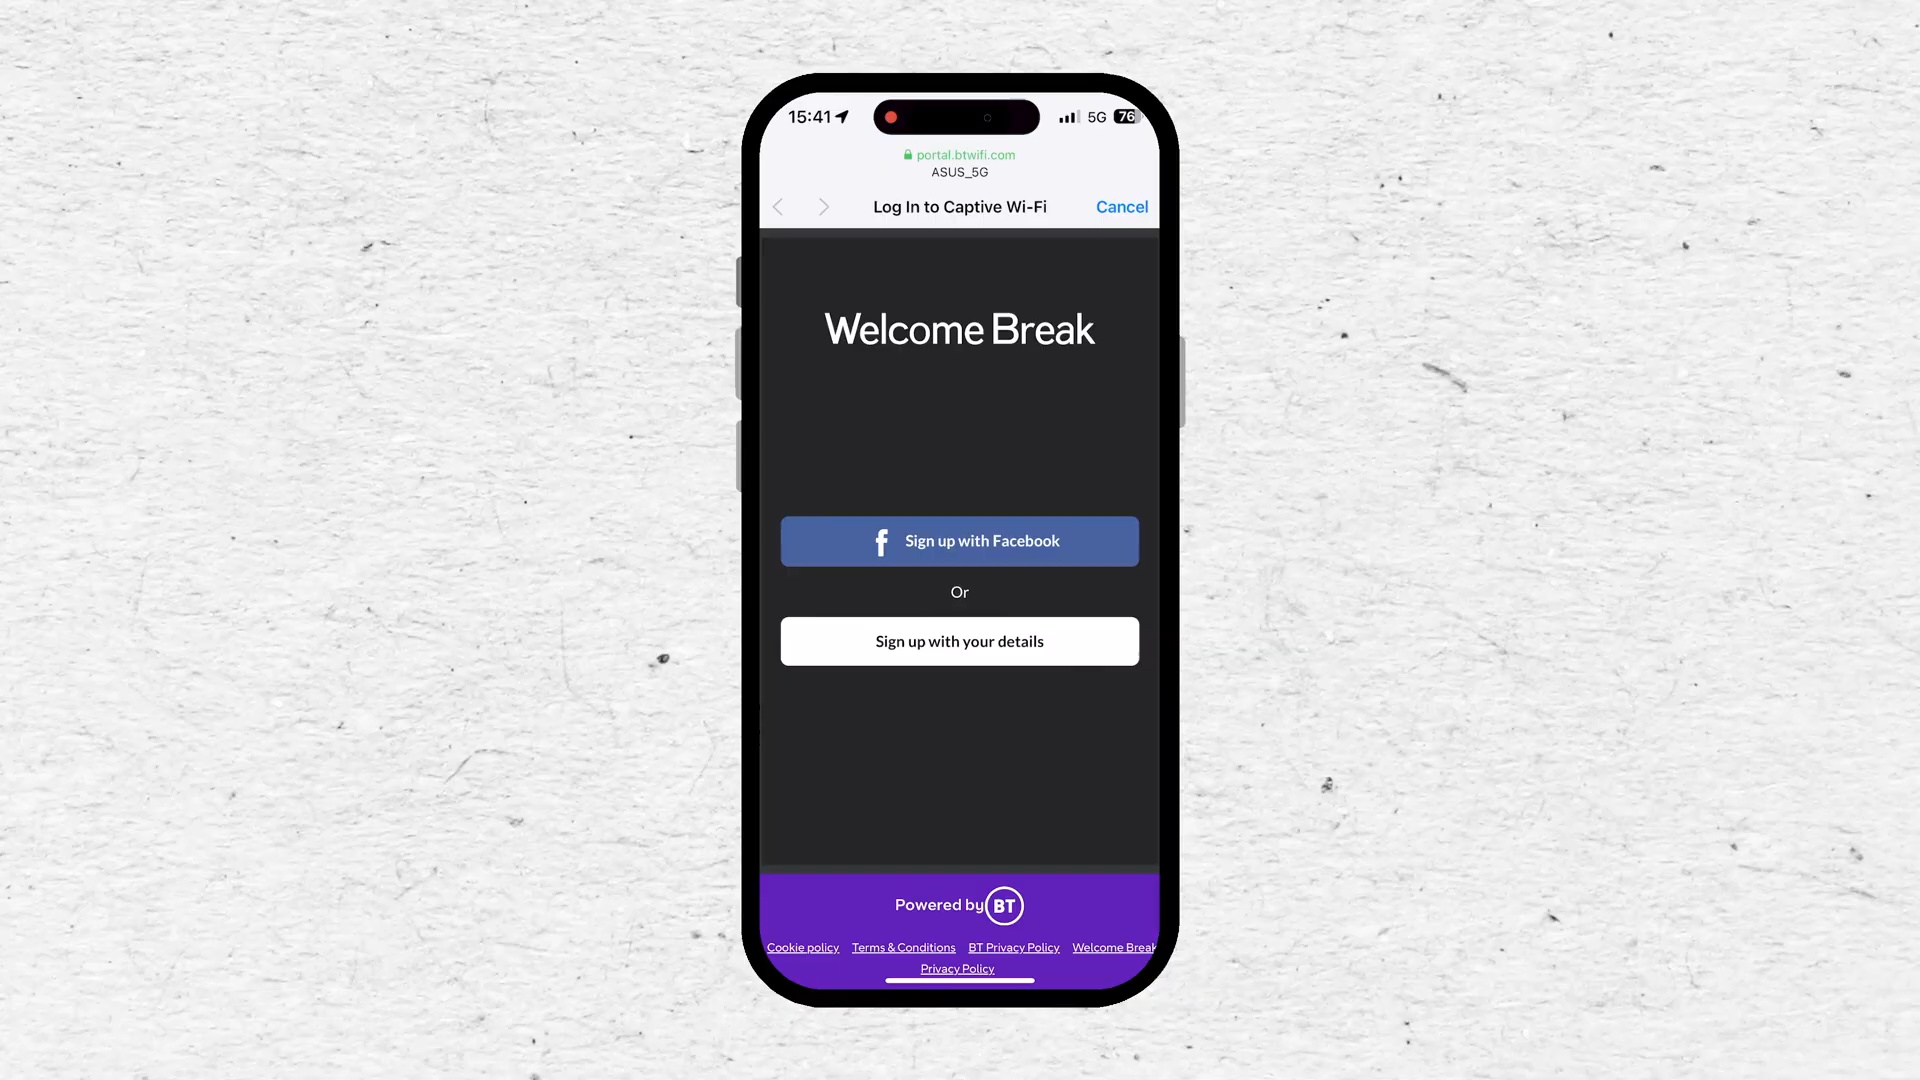 15:41 5G 76
portal.btwifi.com
ASUS_5G
Log In to Captive Wi-Fi Cancel
Welcome Break
f Sign up with Facebook
Or
Sign up with your details
Powered by BT
Cookie policy Terms & Conditions BT Privacy Policy Welcome Break
Privacy Policy